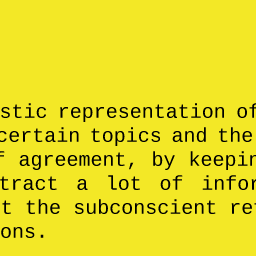 stic representation of
certain topics and the
f agreement, by keepin
tract a lot of infor
t the subconscient re
ons.